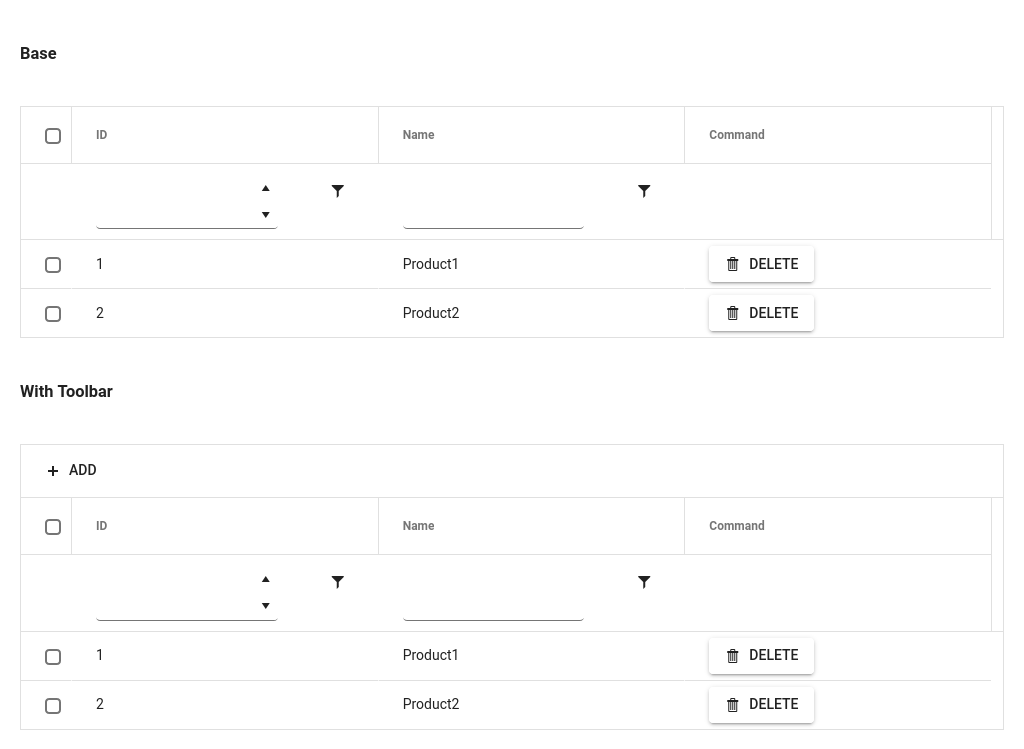 Base
ID Name Command
1 Product1 DELETE
2 Product2 DELETE
With Toolbar
ADD
ID Name Command
1 Product1 DELETE
2 Product2 DELETE